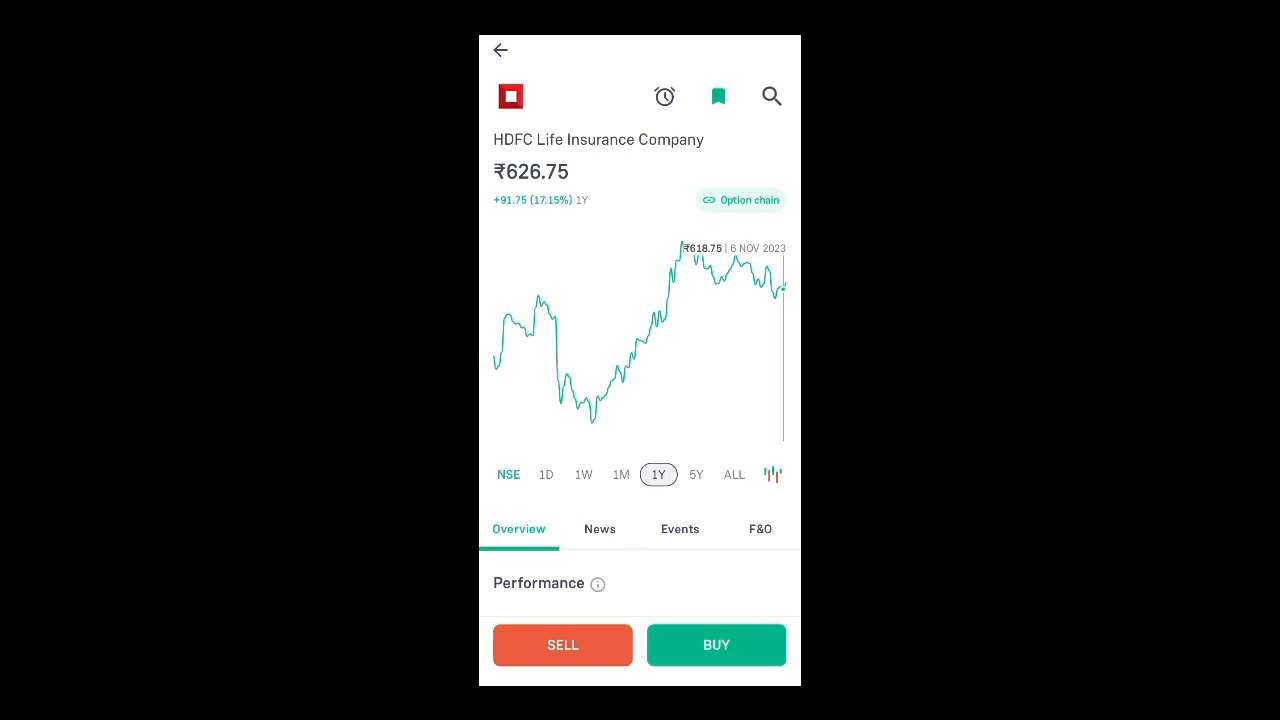 HDFC Life Insurance Company
₹626.75
+91.75 (17.15%) 1Y
Option chain
₹618.75 | 6 NOV 2023
NSE 1D 1W 1M 1Y 5Y ALL
Overview News Events F&O
Performance
SELL BUY